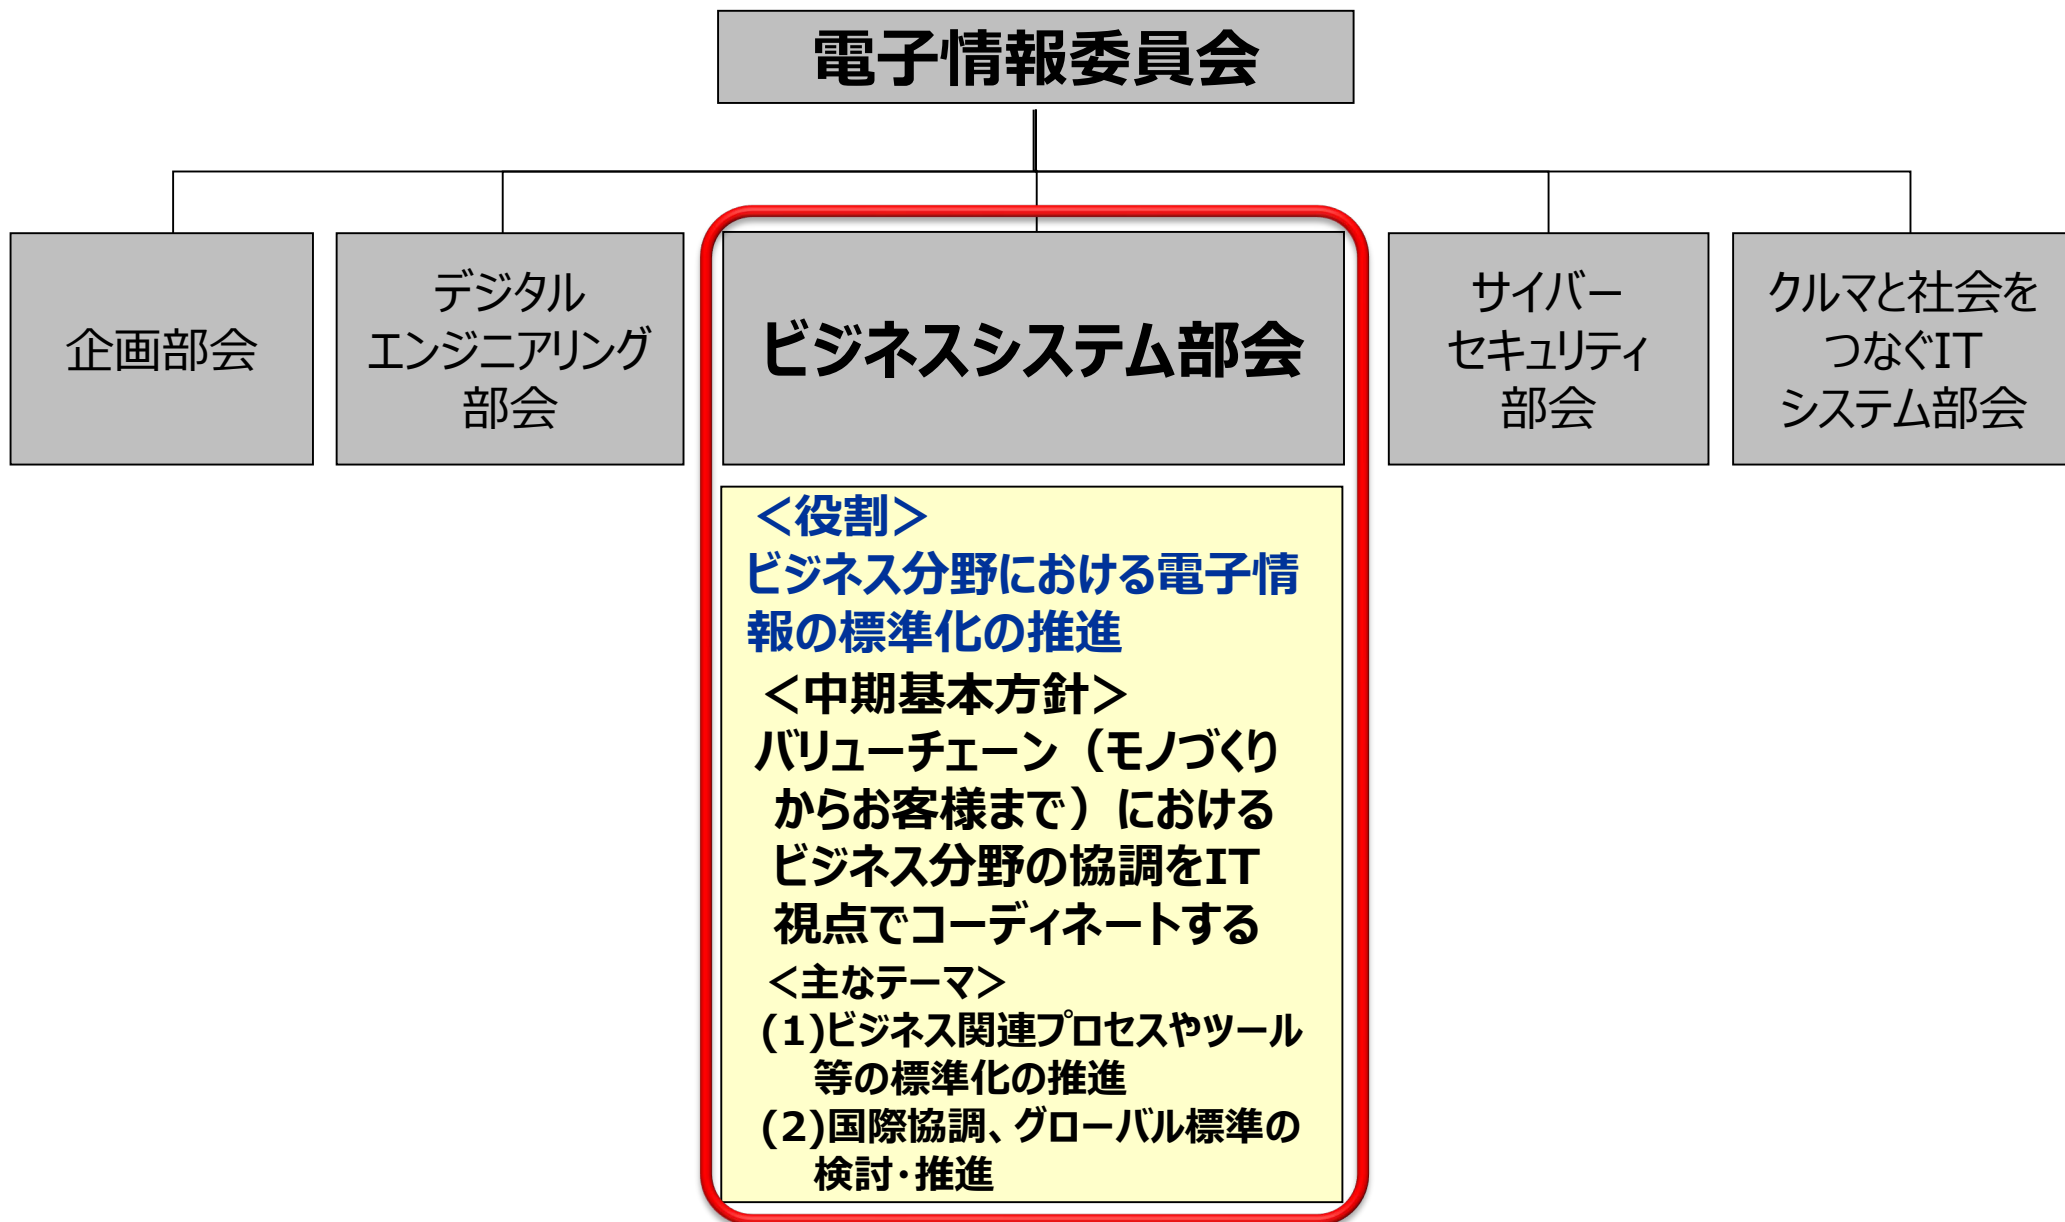 電子情報委員会
企画部会
デジタル
エンジニアリング
部会
ビジネスシステム部会
サイバー
セキュリティ
部会
クルマと社会を
つなぐIT
システム部会
＜役割＞
ビジネス分野における電子情
報の標準化の推進
＜中期基本方針＞
バリューチェーン（モノづくり
からお客様まで）における
ビジネス分野の協調をIT
視点でコーディネートする
＜主なテーマ＞
(1)ビジネス関連プロセスやツール
等の標準化の推進
(2)国際協調、グローバル標準の
検討・推進